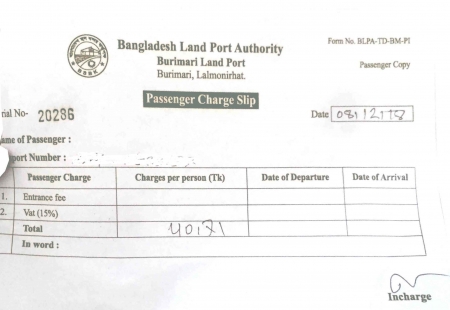 Bangladesh Land Port Authority
Burimari Land Port
Burimari, Lalmonirhat.
Form No. BLPA-TD-BM-PI
Passenger Copy
Passenger Charge Slip
rial No- 20286
Date 08/12/18
ame of Passenger :
port Number :
Passenger Charge Charges per person (Tk) Date of Departure Date of Arrival
1. Entrance fee
2. Vat (15%)
Total 40.71
In word :
Incharge